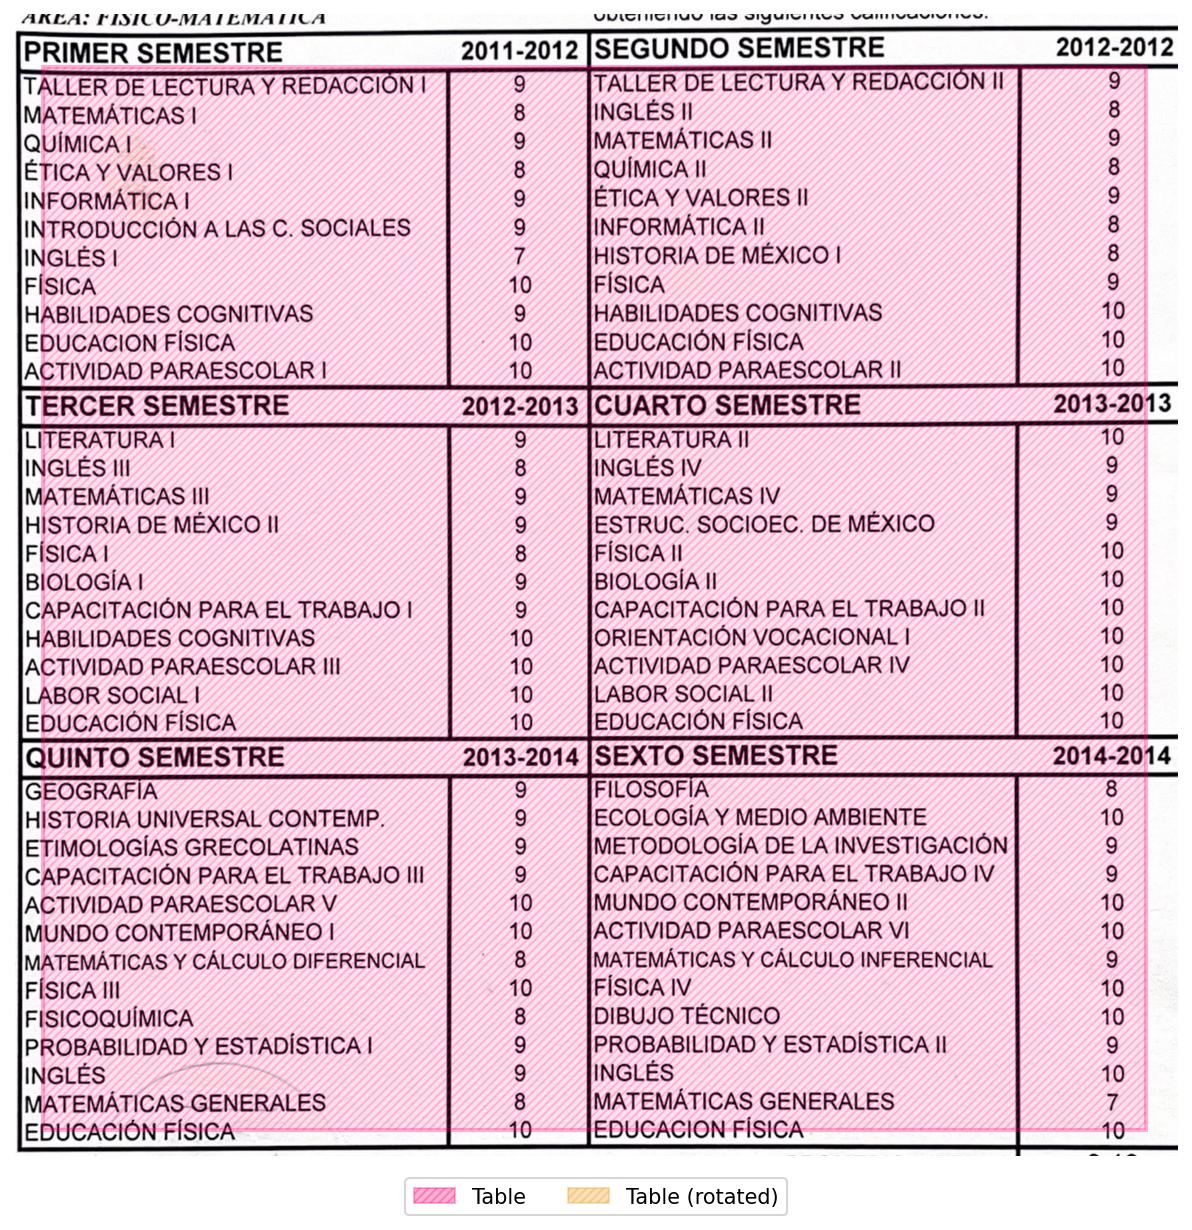 ÁREA: FÍSICO-MATEMÁTICA
obteniendo las siguientes calificaciones:
PRIMER SEMESTRE 2011-2012 SEGUNDO SEMESTRE 2012-2012
TALLER DE LECTURA Y REDACCIÓN I 9 TALLER DE LECTURA Y REDACCIÓN II 9
MATEMÁTICAS I 8 INGLÉS II 8
QUÍMICA I 9 MATEMÁTICAS II 9
ÉTICA Y VALORES I 8 QUÍMICA II 8
INFORMÁTICA I 9 ÉTICA Y VALORES II 9
INTRODUCCIÓN A LAS C. SOCIALES 9 INFORMÁTICA II 8
INGLÉS I 7 HISTORIA DE MÉXICO I 8
FÍSICA 10 FÍSICA 9
HABILIDADES COGNITIVAS 9 HABILIDADES COGNITIVAS 10
EDUCACION FÍSICA 10 EDUCACIÓN FÍSICA 10
ACTIVIDAD PARAESCOLAR I 10 ACTIVIDAD PARAESCOLAR II 10
TERCER SEMESTRE 2012-2013 CUARTO SEMESTRE 2013-2013
LITERATURA I 9 LITERATURA II 10
INGLÉS III 8 INGLÉS IV 9
MATEMÁTICAS III 9 MATEMÁTICAS IV 9
HISTORIA DE MÉXICO II 9 ESTRUC. SOCIOEC. DE MÉXICO 9
FÍSICA I 8 FÍSICA II 10
BIOLOGÍA I 9 BIOLOGÍA II 10
CAPACITACIÓN PARA EL TRABAJO I 9 CAPACITACIÓN PARA EL TRABAJO II 10
HABILIDADES COGNITIVAS 10 ORIENTACIÓN VOCACIONAL I 10
ACTIVIDAD PARAESCOLAR III 10 ACTIVIDAD PARAESCOLAR IV 10
LABOR SOCIAL I 10 LABOR SOCIAL II 10
EDUCACIÓN FÍSICA 10 EDUCACIÓN FÍSICA 10
QUINTO SEMESTRE 2013-2014 SEXTO SEMESTRE 2014-2014
GEOGRAFÍA 9 FILOSOFÍA 8
HISTORIA UNIVERSAL CONTEMP. 9 ECOLOGÍA Y MEDIO AMBIENTE 10
ETIMOLOGÍAS GRECOLATINAS 9 METODOLOGÍA DE LA INVESTIGACIÓN 9
CAPACITACIÓN PARA EL TRABAJO III 9 CAPACITACIÓN PARA EL TRABAJO IV 9
ACTIVIDAD PARAESCOLAR V 10 MUNDO CONTEMPORÁNEO II 10
MUNDO CONTEMPORÁNEO I 10 ACTIVIDAD PARAESCOLAR VI 10
MATEMÁTICAS Y CÁLCULO DIFERENCIAL 8 MATEMÁTICAS Y CÁLCULO INFERENCIAL 9
FÍSICA III 10 FÍSICA IV 10
FISICOQUÍMICA 8 DIBUJO TÉCNICO 10
PROBABILIDAD Y ESTADÍSTICA I 9 PROBABILIDAD Y ESTADÍSTICA II 9
INGLÉS 9 INGLÉS 10
MATEMÁTICAS GENERALES 8 MATEMÁTICAS GENERALES 7
EDUCACIÓN FÍSICA 10 EDUCACION FÍSICA 10
Table Table (rotated)